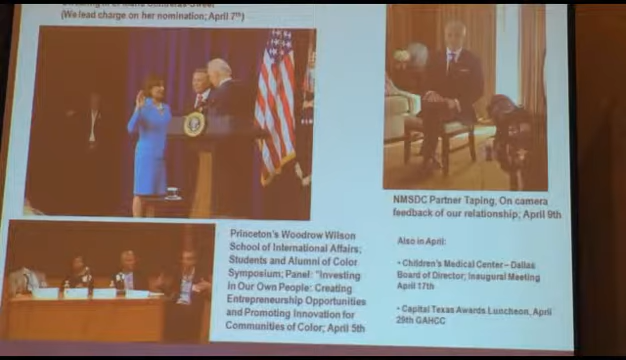 (We lead charge on her nomination; April 7th)
NMSDC Partner Taping, On camera
feedback of our relationship; April 9th
Princeton's Woodrow Wilson
School of International Affairs;
Students and Alumni of Color
Symposium; Panel: "Investing
in Our Own People: Creating
Entrepreneurship Opportunities
and Promoting Innovation for
Communities of Color; April 5th
Also in April:
• Children's Medical Center – Dallas
Board of Director; Inaugural Meeting
April 17th
• Capital Texas Awards Luncheon, April
29th GAHCC